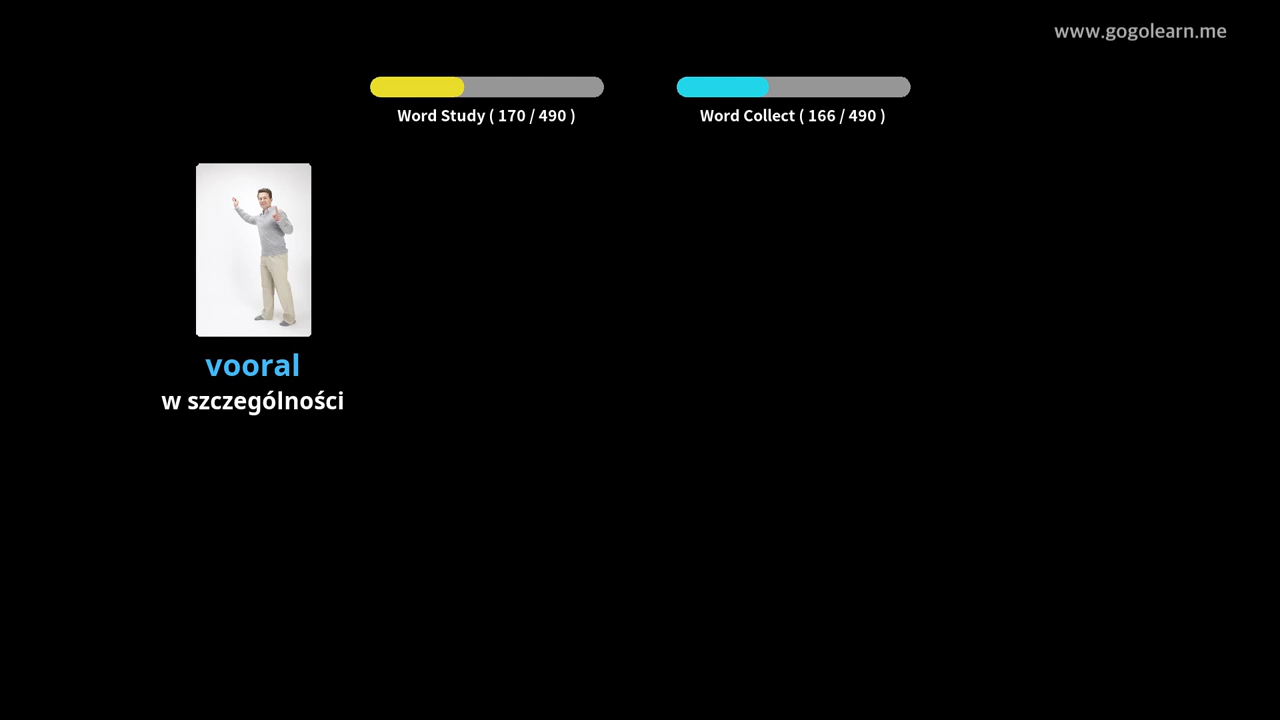 www.gogolearn.me
Word Study ( 170 / 490 )
Word Collect ( 166 / 490 )
vooral
w szczególności